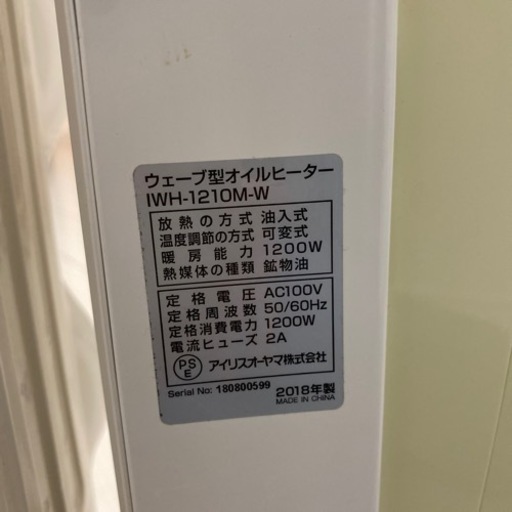 ウェーブ型オイルヒーター
IWH-1210M-W
放熱の方式 油入式
温度調節の方式 可変式
暖房能力 1200W
熱媒体の種類 鉱物油
定格電圧 AC100V
定格周波数 50/60Hz
定格消費電力 1200W
電流ヒューズ 2A
PSE アイリスオーヤマ株式会社
Serial No: 180800599 2018年製
MADE IN CHINA